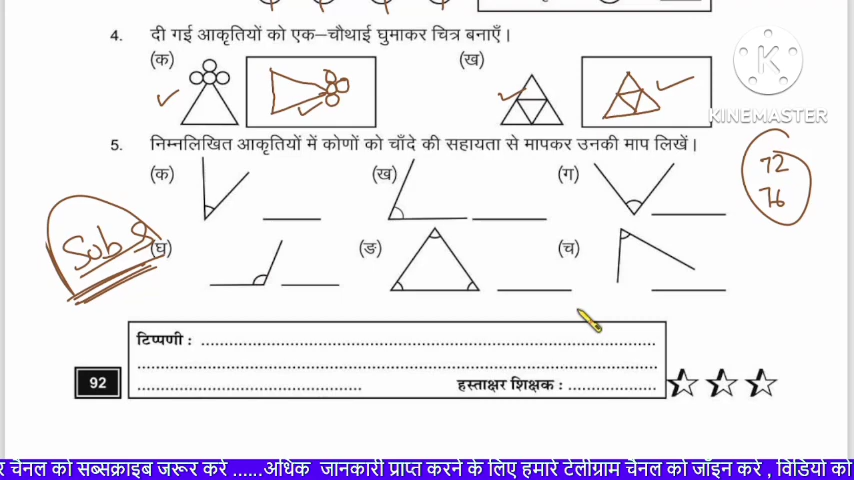 4. दी गई आकृतियों को एक–चौथाई घुमाकर चित्र बनाएँ।
(क) (ख)
K
KINEMASTER
5. निम्नलिखित आकृतियों में कोणों को चाँदे की सहायता से मापकर उनकी माप लिखें।
72
76
(क) (ख) (ग)
Sub
(घ) (ङ) (च)
टिप्पणी :
92
हस्ताक्षर शिक्षक :
र चैनल को सब्सक्राइब जरूर करे ......अधिक जानकारी प्राप्त करने के लिए हमारे टेलीग्राम चैनल को जॉइन करे , विडियो को